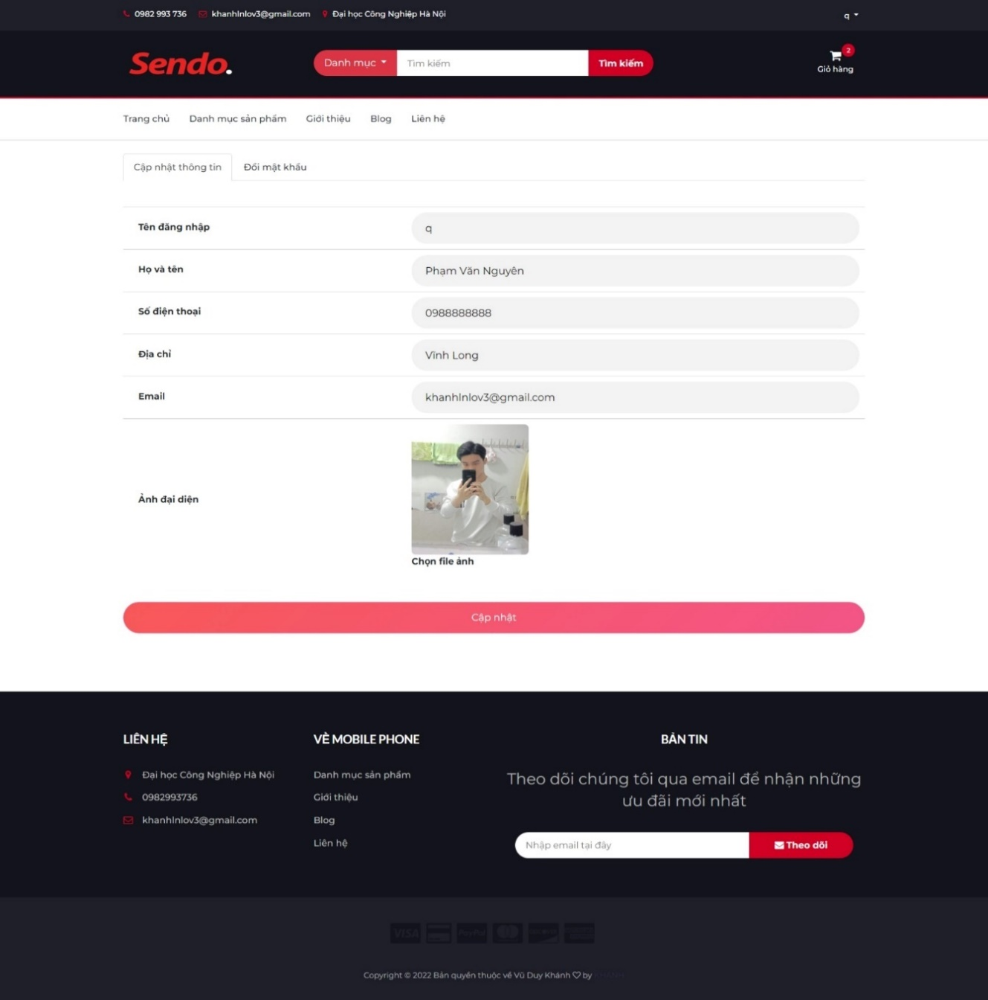 0982 993 736 khanhlnlov3@gmail.com Đại học Công Nghiệp Hà Nội q
Sendo.
Danh mục Tìm kiếm Tìm kiếm
2
Giỏ hàng
Trang chủ Danh mục sản phẩm Giới thiệu Blog Liên hệ
Cập nhật thông tin Đổi mật khẩu
Tên đăng nhập q
Họ và tên Phạm Văn Nguyên
Số điện thoại 0988888888
Địa chỉ Vĩnh Long
Email khanhlnlov3@gmail.com
Ảnh đại diện
Chọn file ảnh
Cập nhật
LIÊN HỆ
Đại học Công Nghiệp Hà Nội
0982993736
khanhlnlov3@gmail.com
VỀ MOBILE PHONE
Danh mục sản phẩm
Giới thiệu
Blog
Liên hệ
BẢN TIN
Theo dõi chúng tôi qua email để nhận những
ưu đãi mới nhất
Nhập email tại đây Theo dõi
VISA PayPal
Copyright © 2022 Bản quyền thuộc về Vũ Duy Khánh by